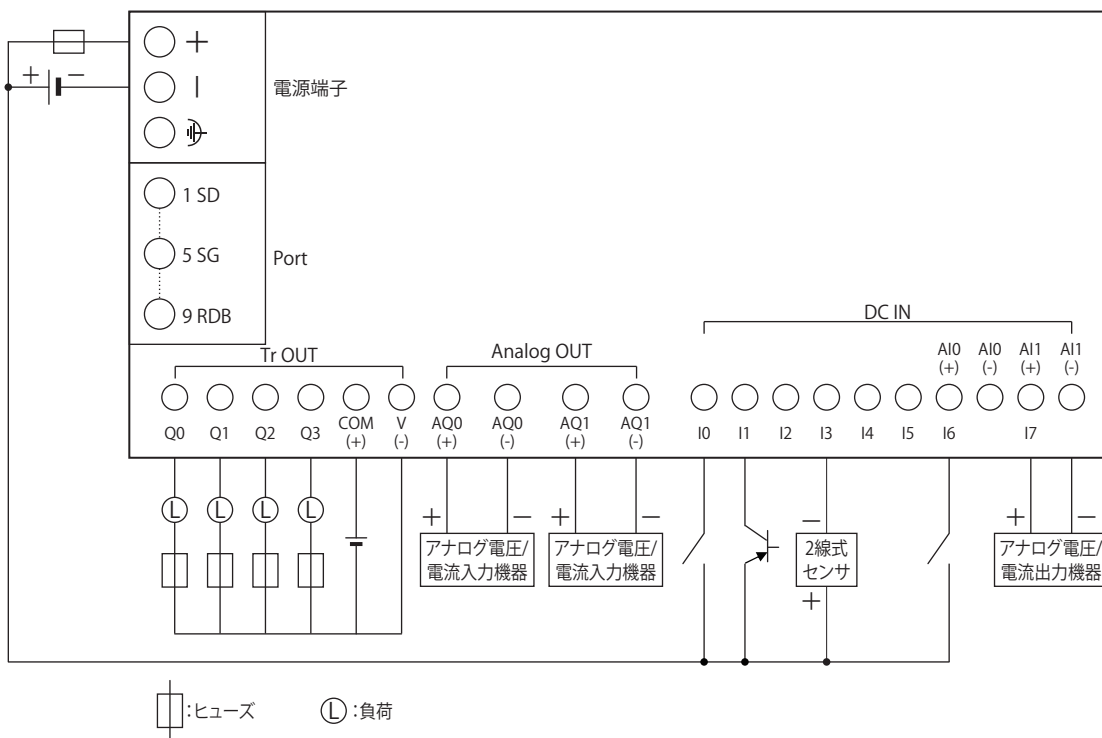 +
+ −
− 電源端子
1 SD
5 SG
Port
9 RDB
DC IN
Tr OUT
Analog OUT
AI0 AI0 AI1 AI1
(+) (-) (+) (-)
Q0 Q1 Q2 Q3 COM V AQ0 AQ0 AQ1 AQ1 I0 I1 I2 I3 I4 I5 I6 I7
(+) (-) (+) (-) (+) (-)
L L L L
+ − + − − + −
アナログ電圧/ アナログ電圧/ 2線式 アナログ電圧/
電流入力機器 電流入力機器 センサ 電流出力機器
+
:ヒューズ L :負荷